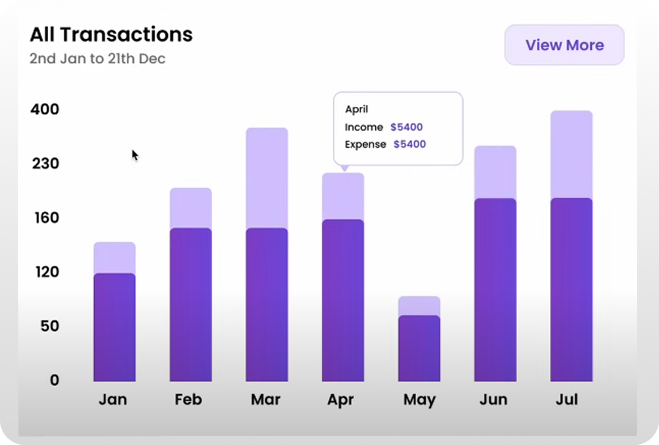 All Transactions
2nd Jan to 21th Dec
View More
400
230
160
120
50
0
April
Income $5400
Expense $5400
Jan Feb Mar Apr May Jun Jul